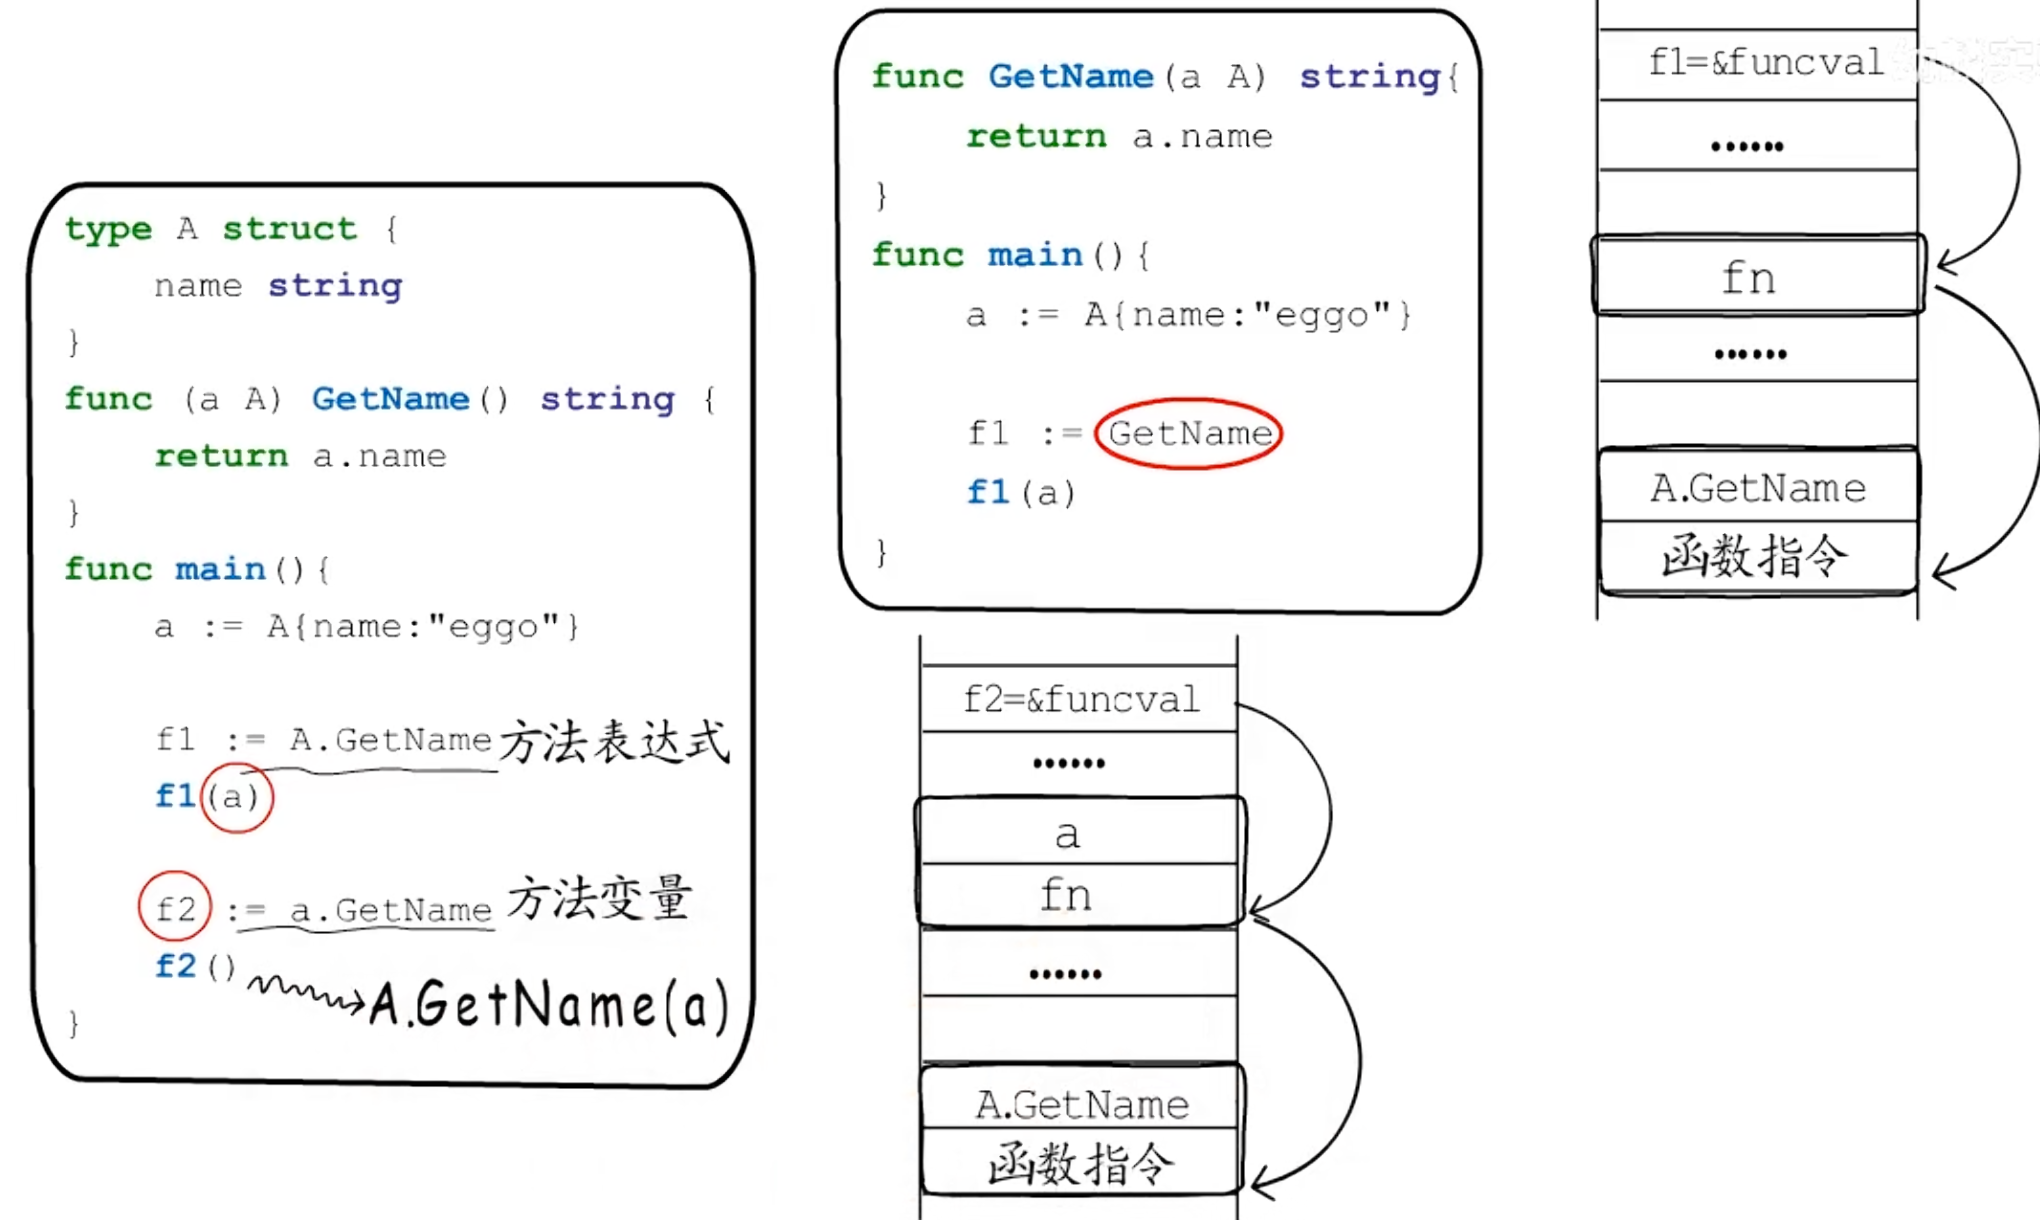 type A struct {
name string
}
func (a A) GetName() string {
return a.name
}
func main(){
a := A{name:"eggo"}
f1 := A.GetName 方法表达式
f1(a)
f2 := a.GetName 方法变量
f2() A.GetName(a)
}
func GetName(a A) string{
return a.name
}
func main(){
a := A{name:"eggo"}
f1 := GetName
f1(a)
}
f2=&funcval
······
a
fn
······
A.GetName
函数指令
f1=&funcval
······
fn
······
A.GetName
函数指令